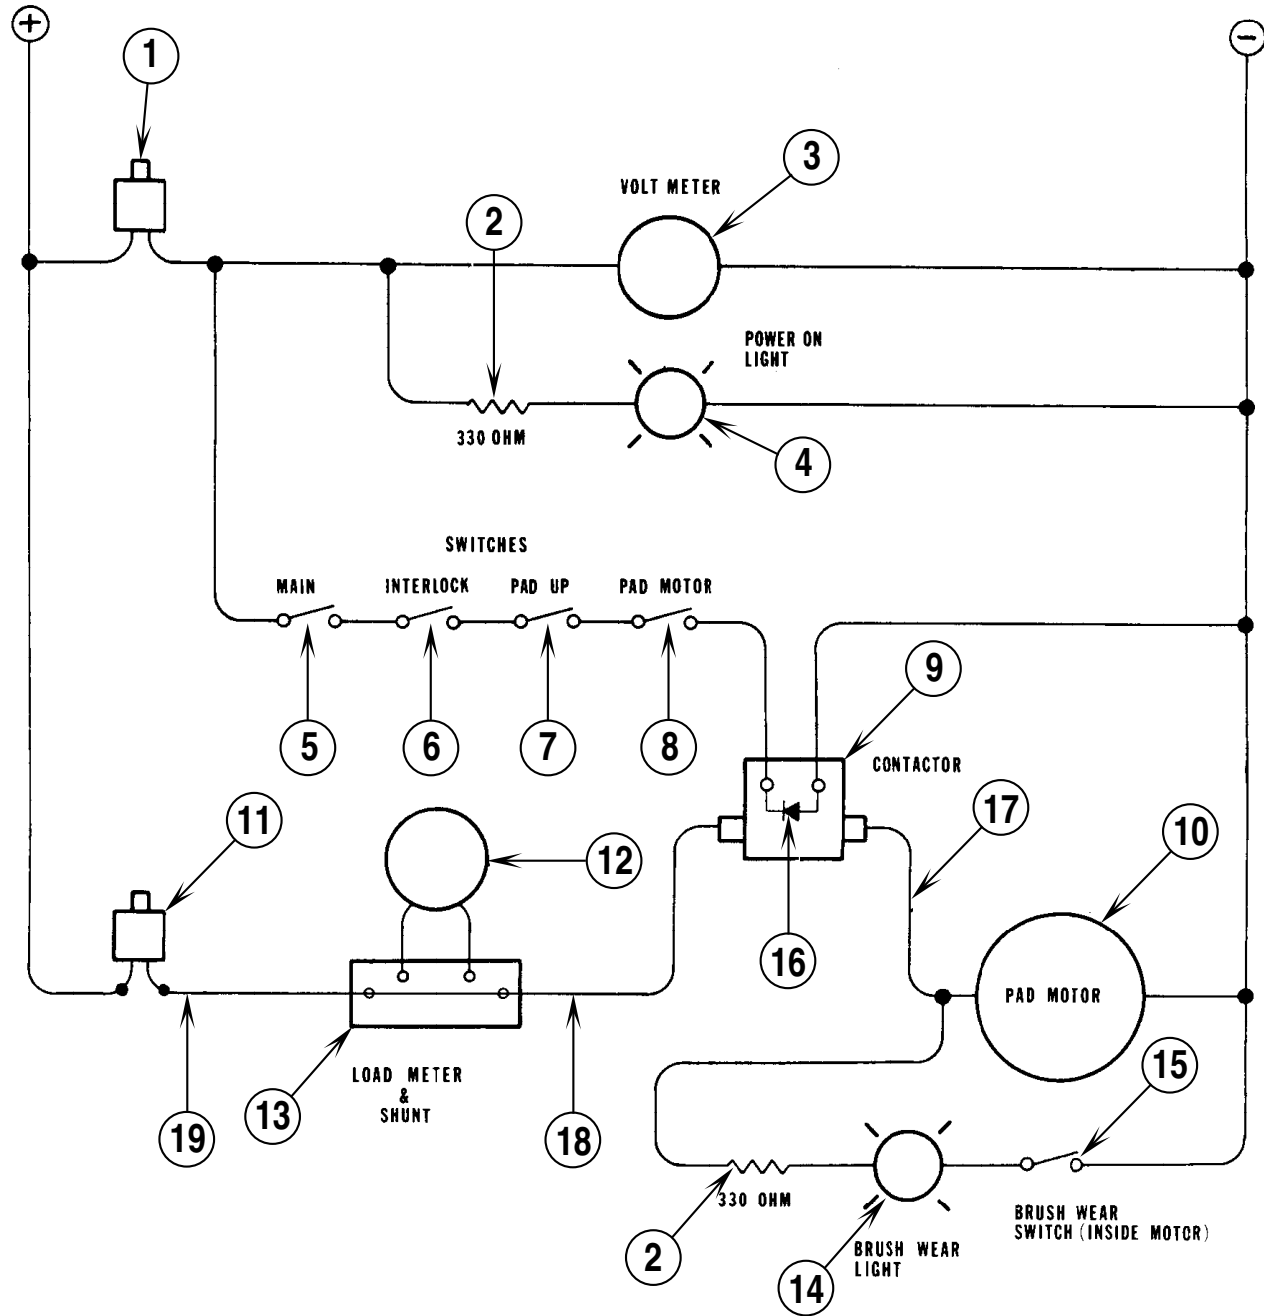 +
−
1
3
VOLT METER
2
POWER ON
LIGHT
330 OHM
4
SWITCHES
MAIN
INTERLOCK
PAD UP
PAD MOTOR
9
5
6
7
8
CONTACTOR
11
17
10
12
16
PAD MOTOR
LOAD METER
&
SHUNT
15
13
19
18
330 OHM
BRUSH WEAR
SWITCH (INSIDE MOTOR)
2
BRUSH WEAR
LIGHT
14